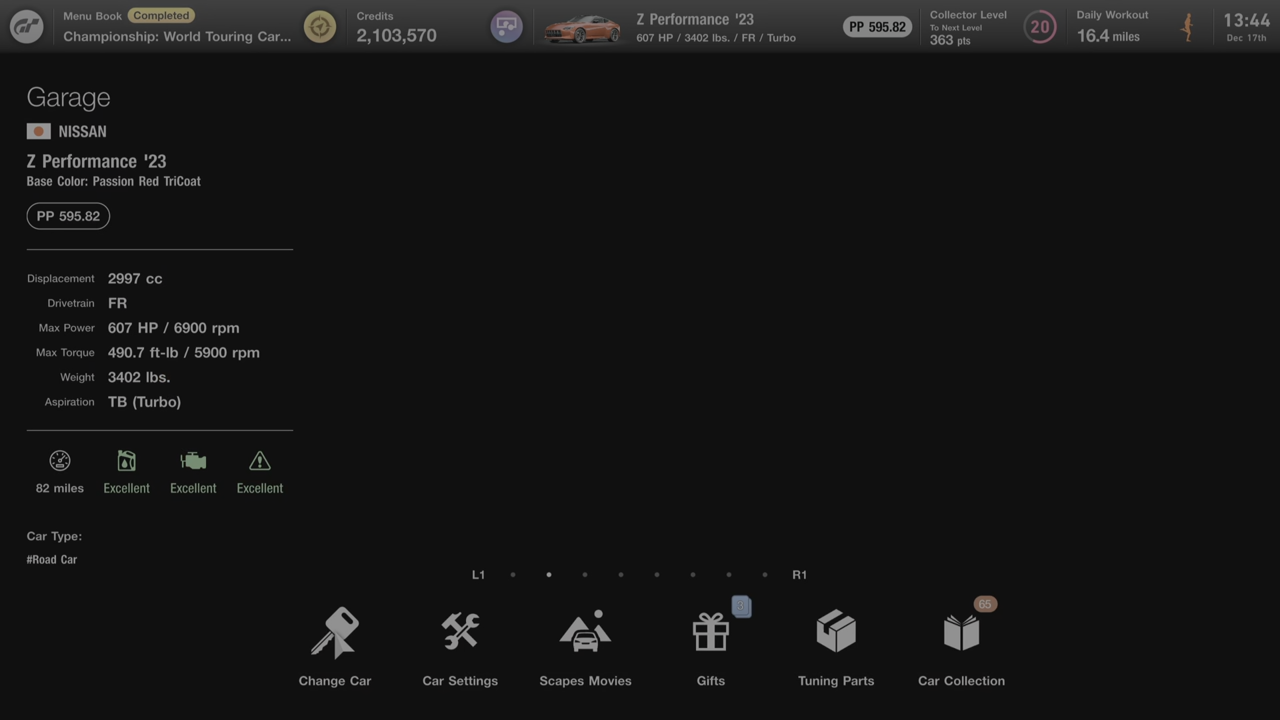 Menu Book Completed
Championship: World Touring Car...
Credits
2,103,570
Z Performance '23
607 HP / 3402 lbs. / FR / Turbo
PP 595.82
Collector Level
To Next Level
363 pts
20
Daily Workout
16.4 miles
13:44
Dec 17th
Garage
NISSAN
Z Performance '23
Base Color: Passion Red TriCoat
PP 595.82
Displacement 2997 cc
Drivetrain FR
Max Power 607 HP / 6900 rpm
Max Torque 490.7 ft-lb / 5900 rpm
Weight 3402 lbs.
Aspiration TB (Turbo)
82 miles Excellent Excellent Excellent
Car Type:
#Road Car
L1 R1
3 65
Change Car Car Settings Scapes Movies Gifts Tuning Parts Car Collection